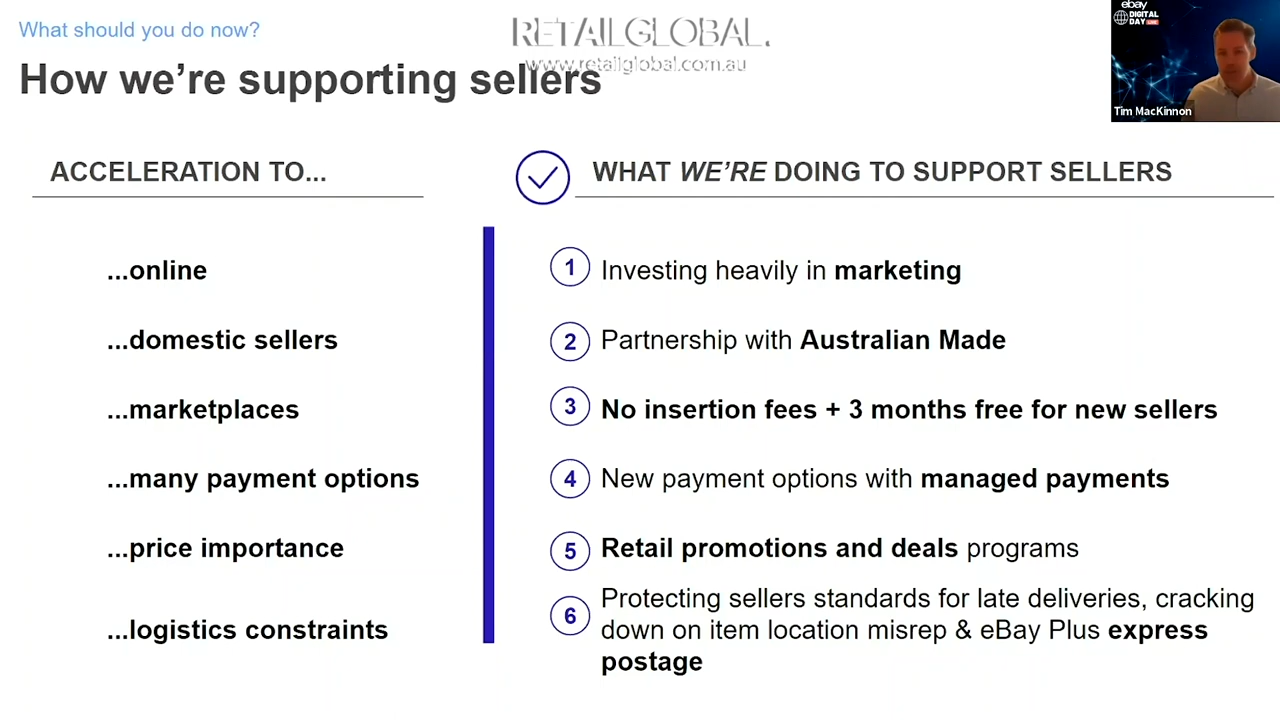 What should you do now?
RETAILGLOBAL.
www.retailglobal.com.au
How we're supporting sellers
ebay
DIGITAL
DAY LIVE
Tim MacKinnon
ACCELERATION TO...
WHAT WE'RE DOING TO SUPPORT SELLERS
...online
1 Investing heavily in marketing
...domestic sellers
2 Partnership with Australian Made
...marketplaces
3 No insertion fees + 3 months free for new sellers
...many payment options
4 New payment options with managed payments
...price importance
5 Retail promotions and deals programs
...logistics constraints
6 Protecting sellers standards for late deliveries, cracking
down on item location misrep & eBay Plus express
postage